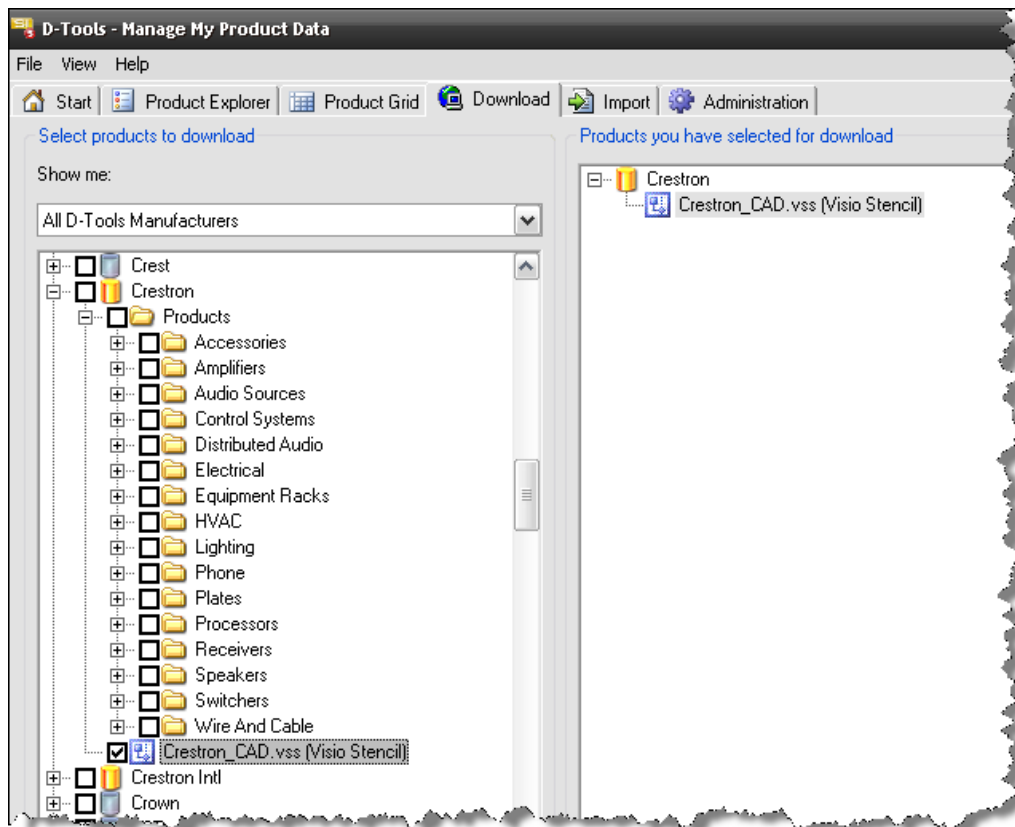 D-Tools - Manage My Product Data
File View Help
Start Product Explorer Product Grid Download Import Administration
Select products to download
Show me:
All D-Tools Manufacturers
Crest
Crestron
Products
Accessories
Amplifiers
Audio Sources
Control Systems
Distributed Audio
Electrical
Equipment Racks
HVAC
Lighting
Phone
Plates
Processors
Receivers
Speakers
Switchers
Wire And Cable
Crestron_CAD.vss (Visio Stencil)
Crestron Intl
Crown
Products you have selected for download
Crestron
Crestron_CAD.vss (Visio Stencil)